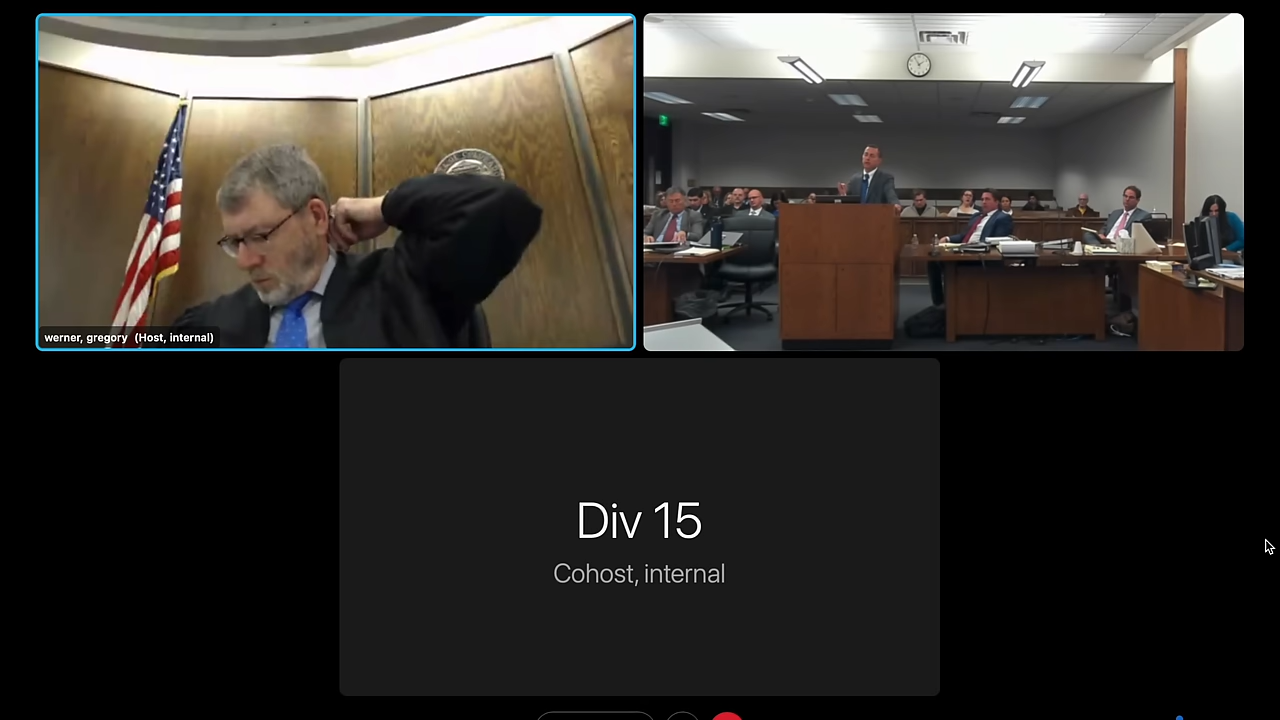 werner, gregory (Host, internal)
Div 15
Cohost, internal